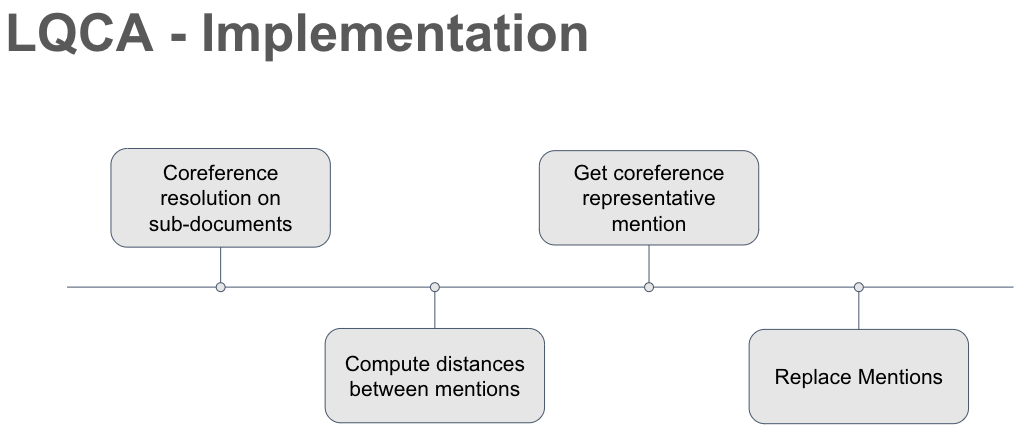 LQCA - Implementation
Coreference
resolution on
sub-documents
Compute distances
between mentions
Get coreference
representative
mention
Replace Mentions